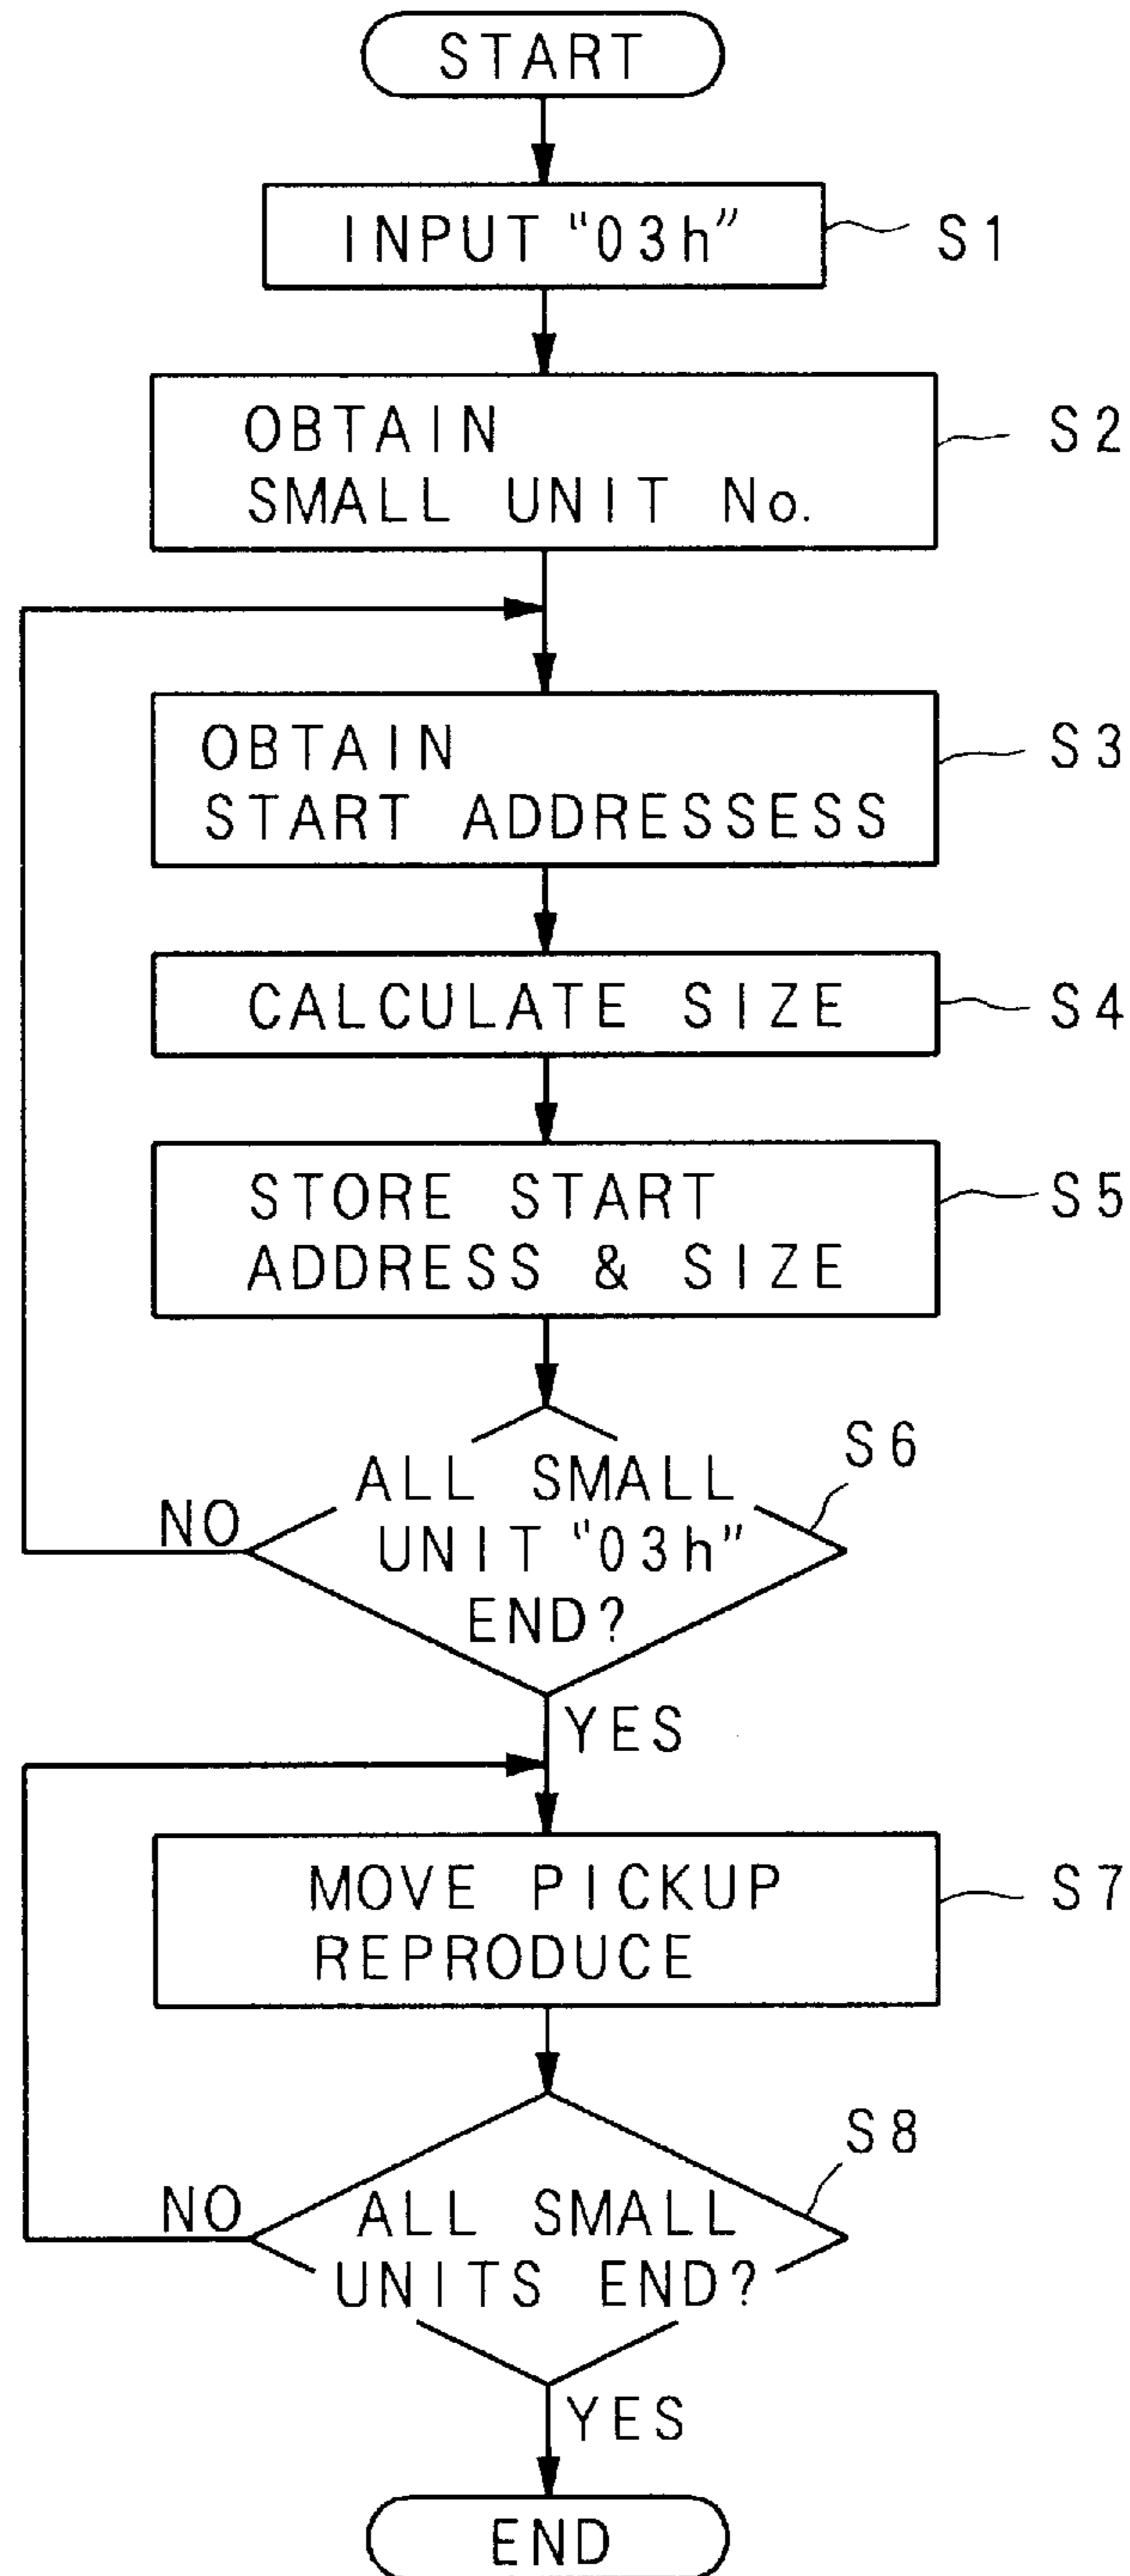 START
INPUT "03h"
S1
OBTAIN
SMALL UNIT No.
S2
OBTAIN
START ADDRESSESS
S3
CALCULATE SIZE
S4
STORE START
ADDRESS & SIZE
S5
ALL SMALL
UNIT "03h"
END?
S6
NO
YES
MOVE PICKUP
REPRODUCE
S7
ALL SMALL
UNITS END?
S8
NO
YES
END